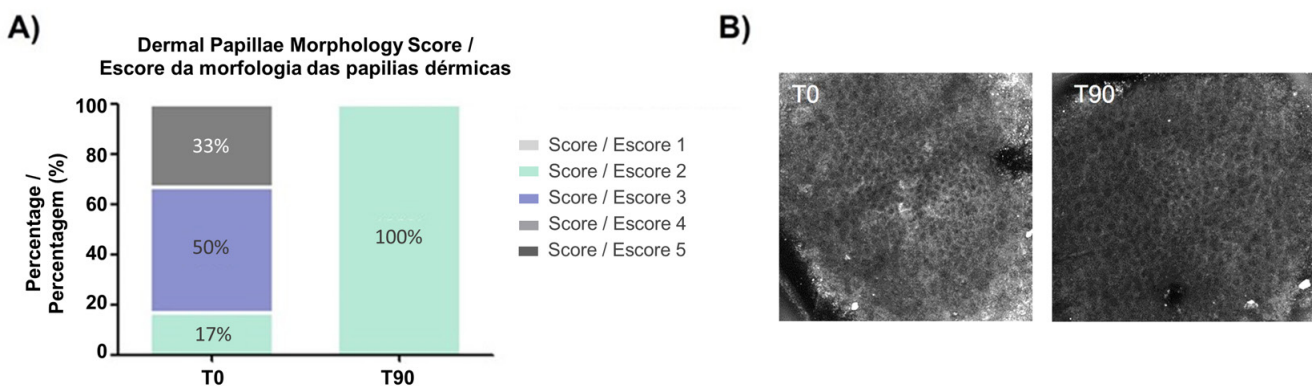 A)
Dermal Papillae Morphology Score /
Escore da morfologia das papilias dérmicas
Percentage /
Percentagem (%)
100
80
60
40
20
0
33%
50%
17%
100%
T0
T90
Score / Escore 1
Score / Escore 2
Score / Escore 3
Score / Escore 4
Score / Escore 5
B)
T0
T90